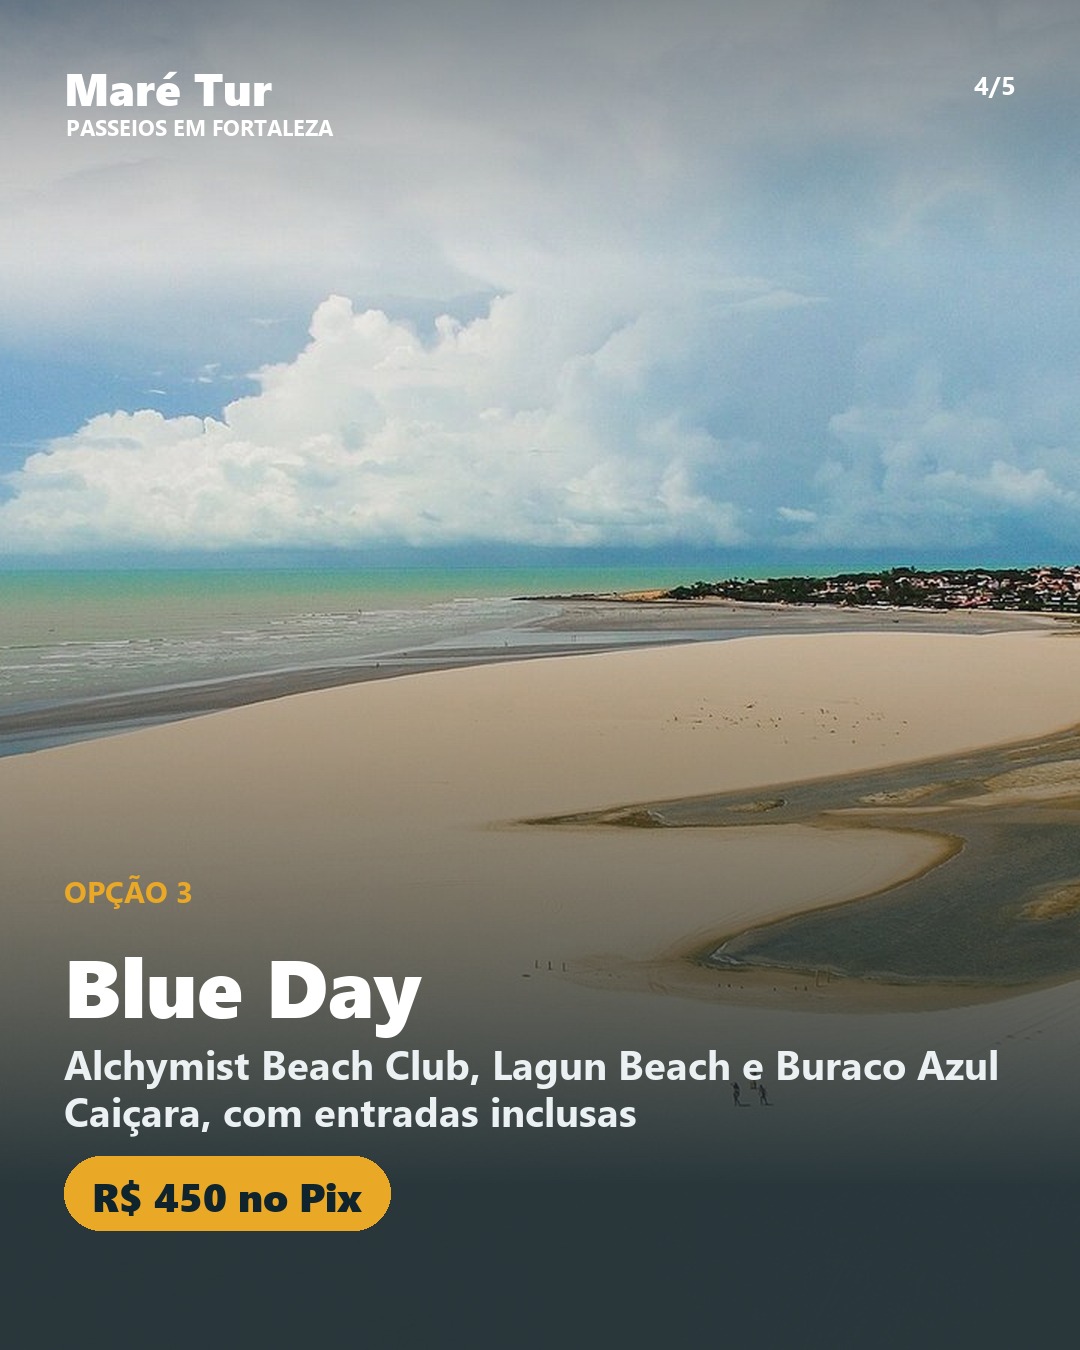 Maré Tur
4/5
PASSEIOS EM FORTALEZA
OPÇÃO 3
Blue Day
Alchymist Beach Club, Lagun Beach e Buraco Azul
Caiçara, com entradas inclusas
R$ 450 no Pix